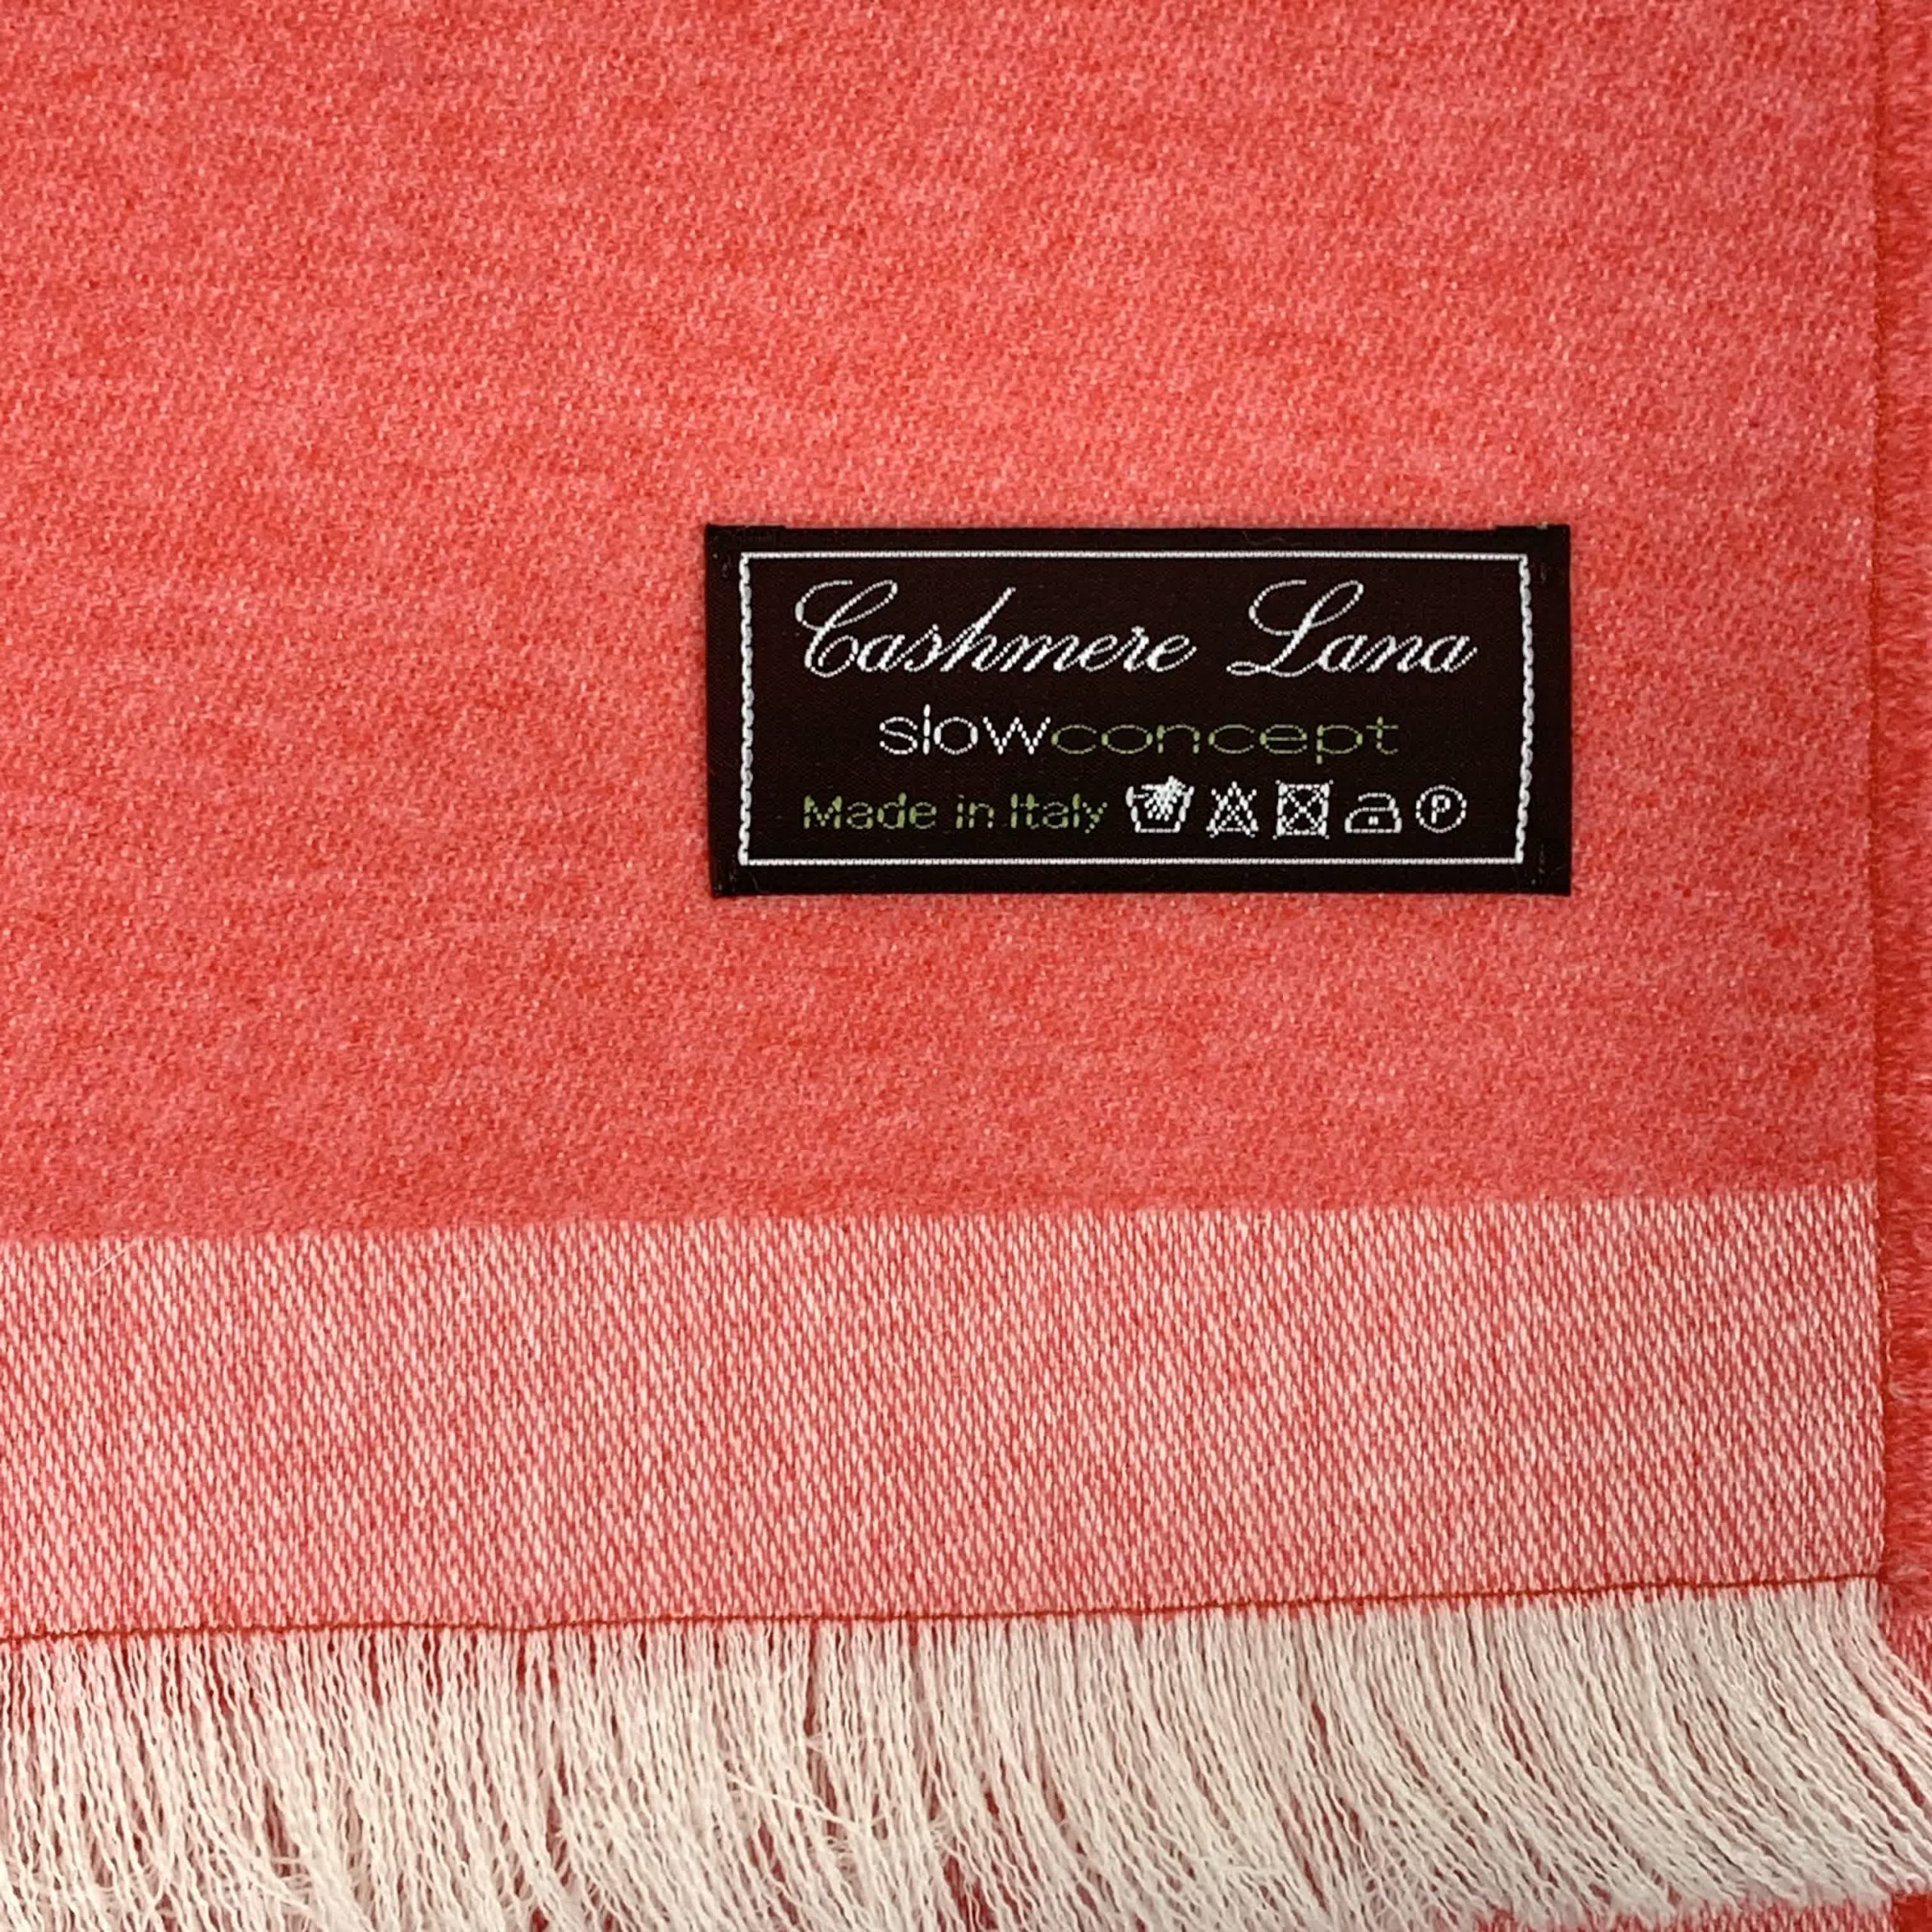 Cashmere Lana
slowconcept
Made in Italy P